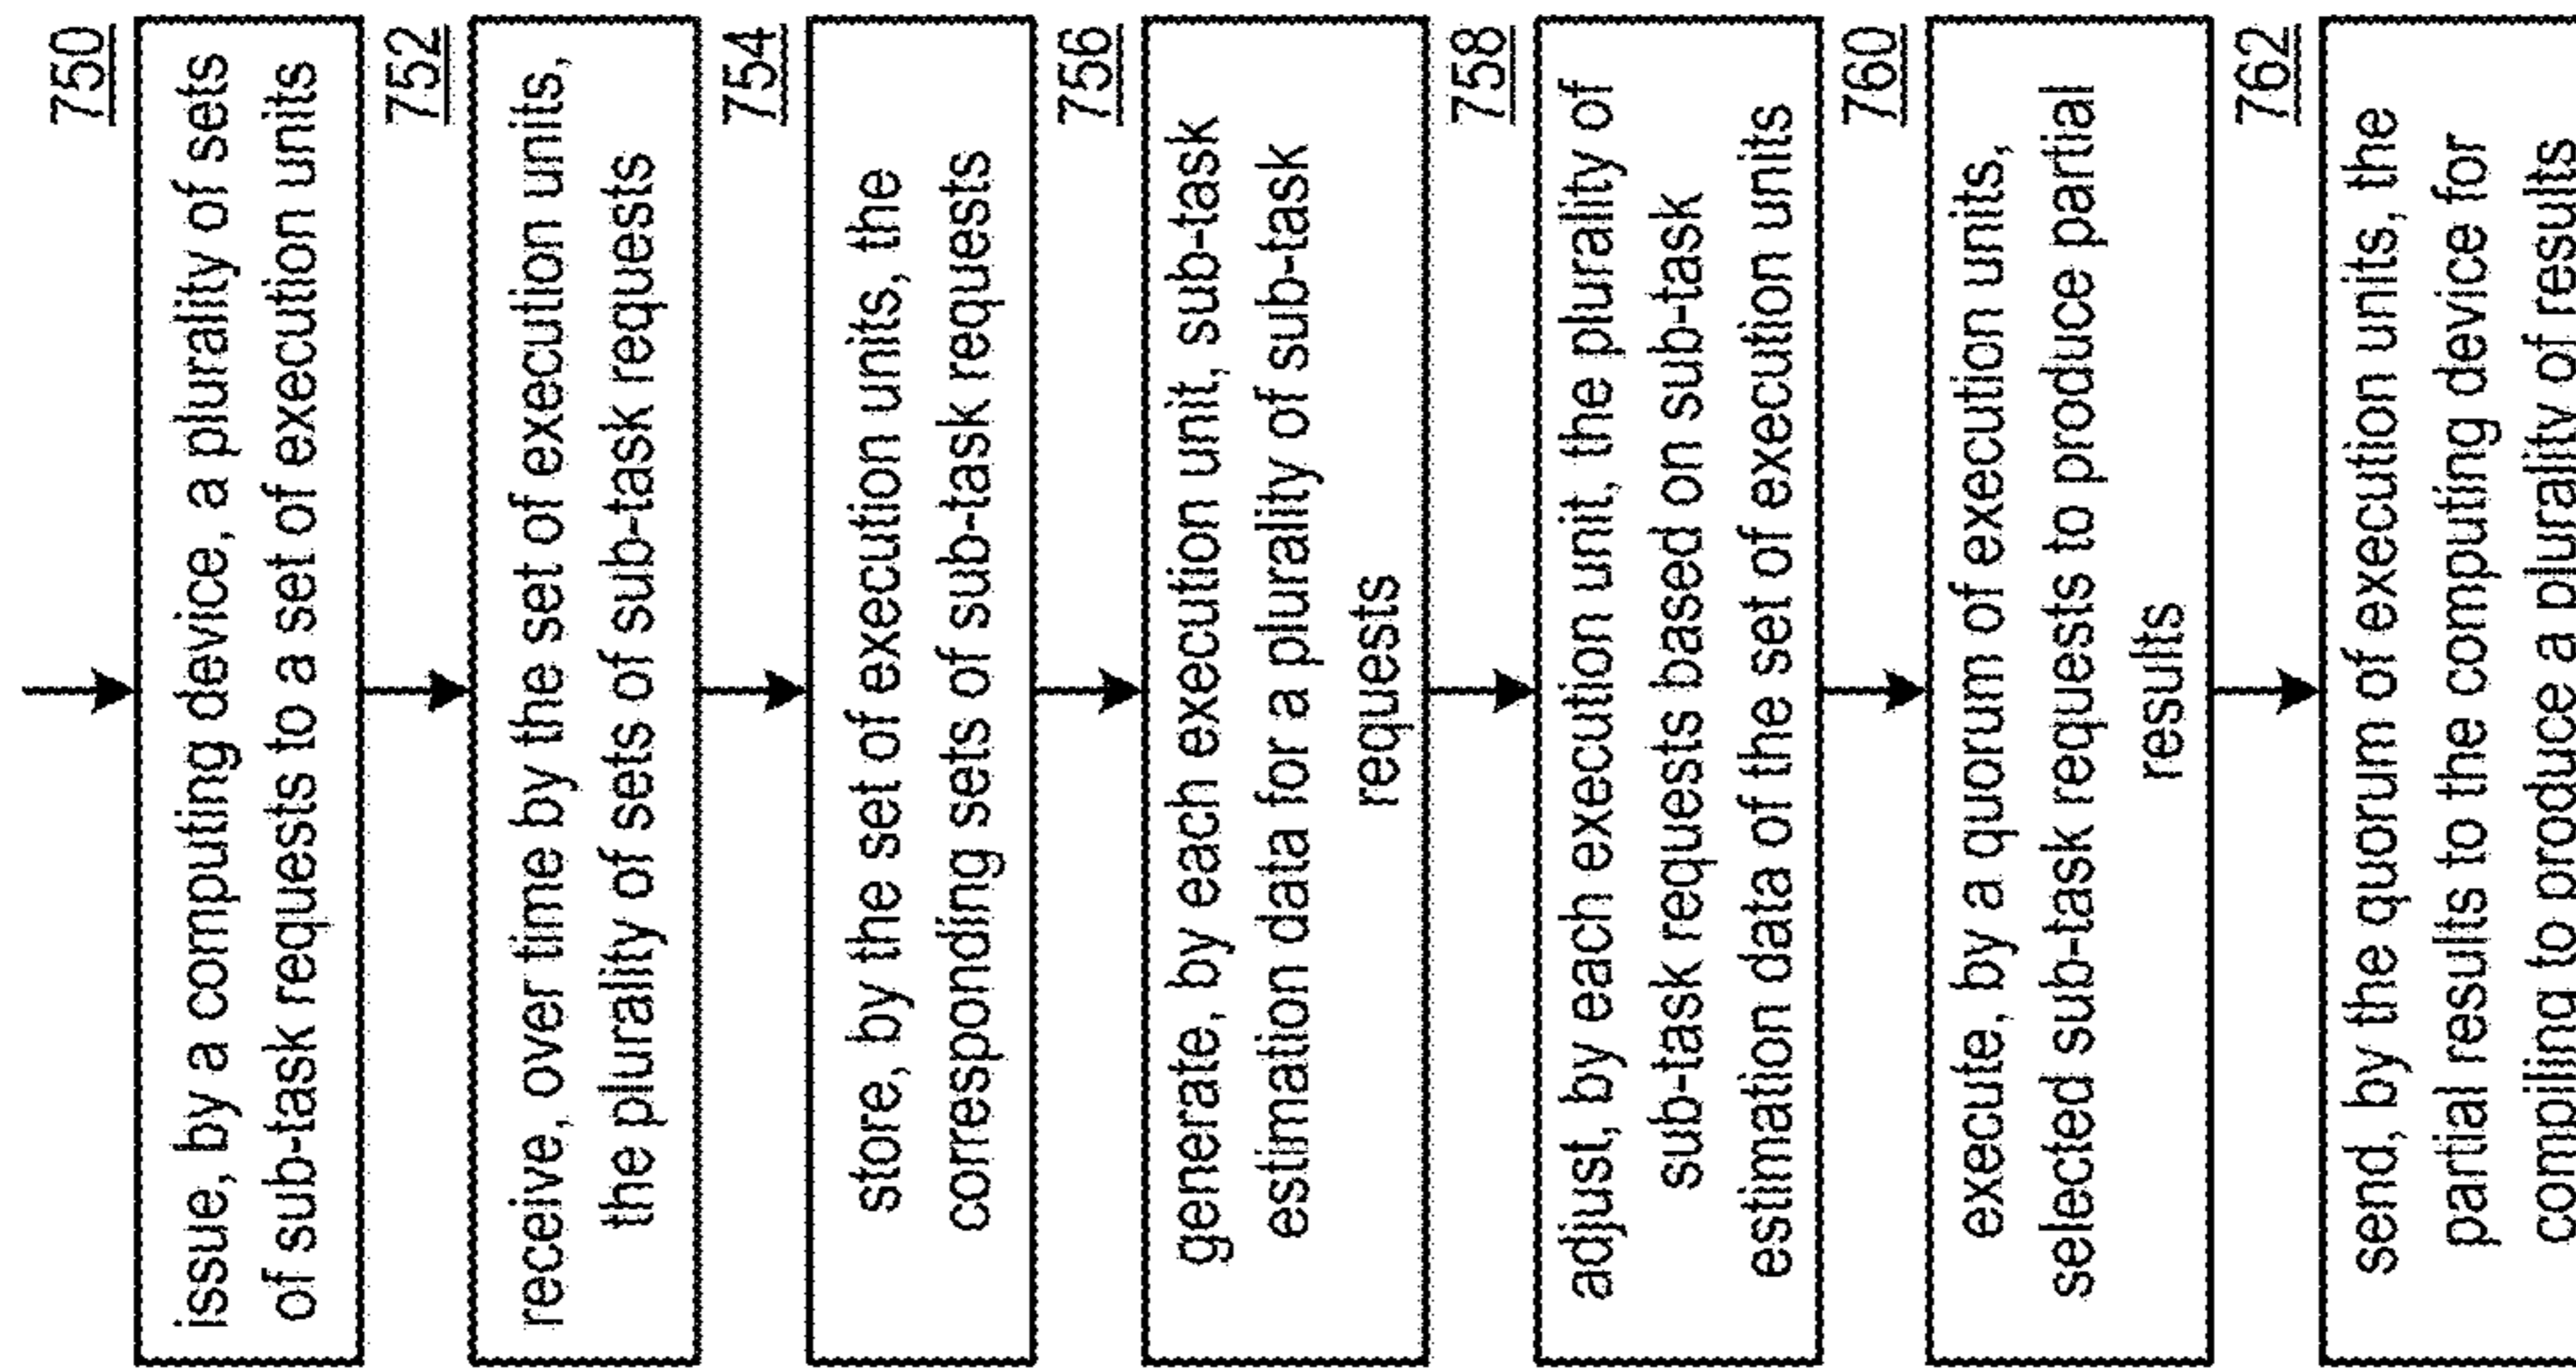 750
issue, by a computing device, a plurality of sets
of sub-task requests to a set of execution units
752
receive, over time by the set of execution units,
the plurality of sets of sub-task requests
754
store, by the set of execution units, the
corresponding sets of sub-task requests
756
generate, by each execution unit, sub-task
estimation data for a plurality of sub-task
requests
758
adjust, by each execution unit, the plurality of
sub-task requests based on sub-task
estimation data of the set of execution units
760
execute, by a quorum of execution units,
selected sub-task requests to produce partial
results
762
send, by the quorum of execution units, the
partial results to the computing device for
compiling to produce a plurality of results